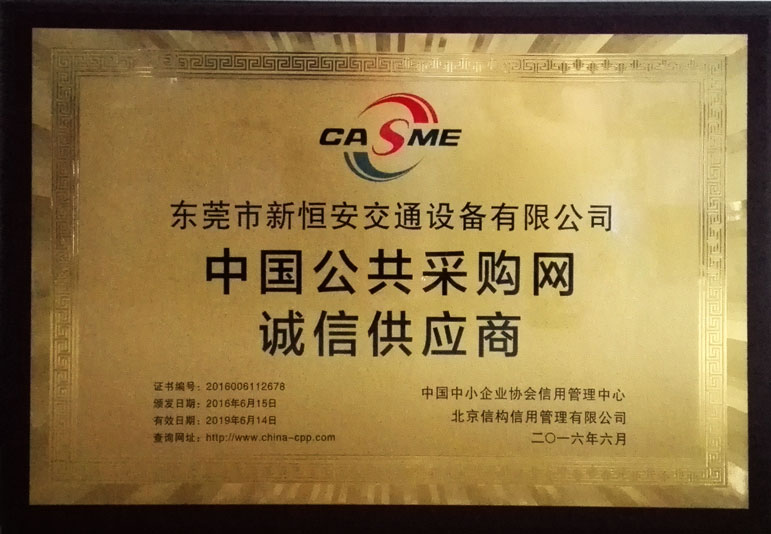 CASME
东莞市新恒安交通设备有限公司
中国公共采购网
诚信供应商
证书编号：2016006112678
颁发日期：2016年6月15日
有效日期：2019年6月14日
查询网址：http://www.china-cpp.com
中国中小企业协会信用管理中心
北京信构信用管理有限公司
二〇一六年六月